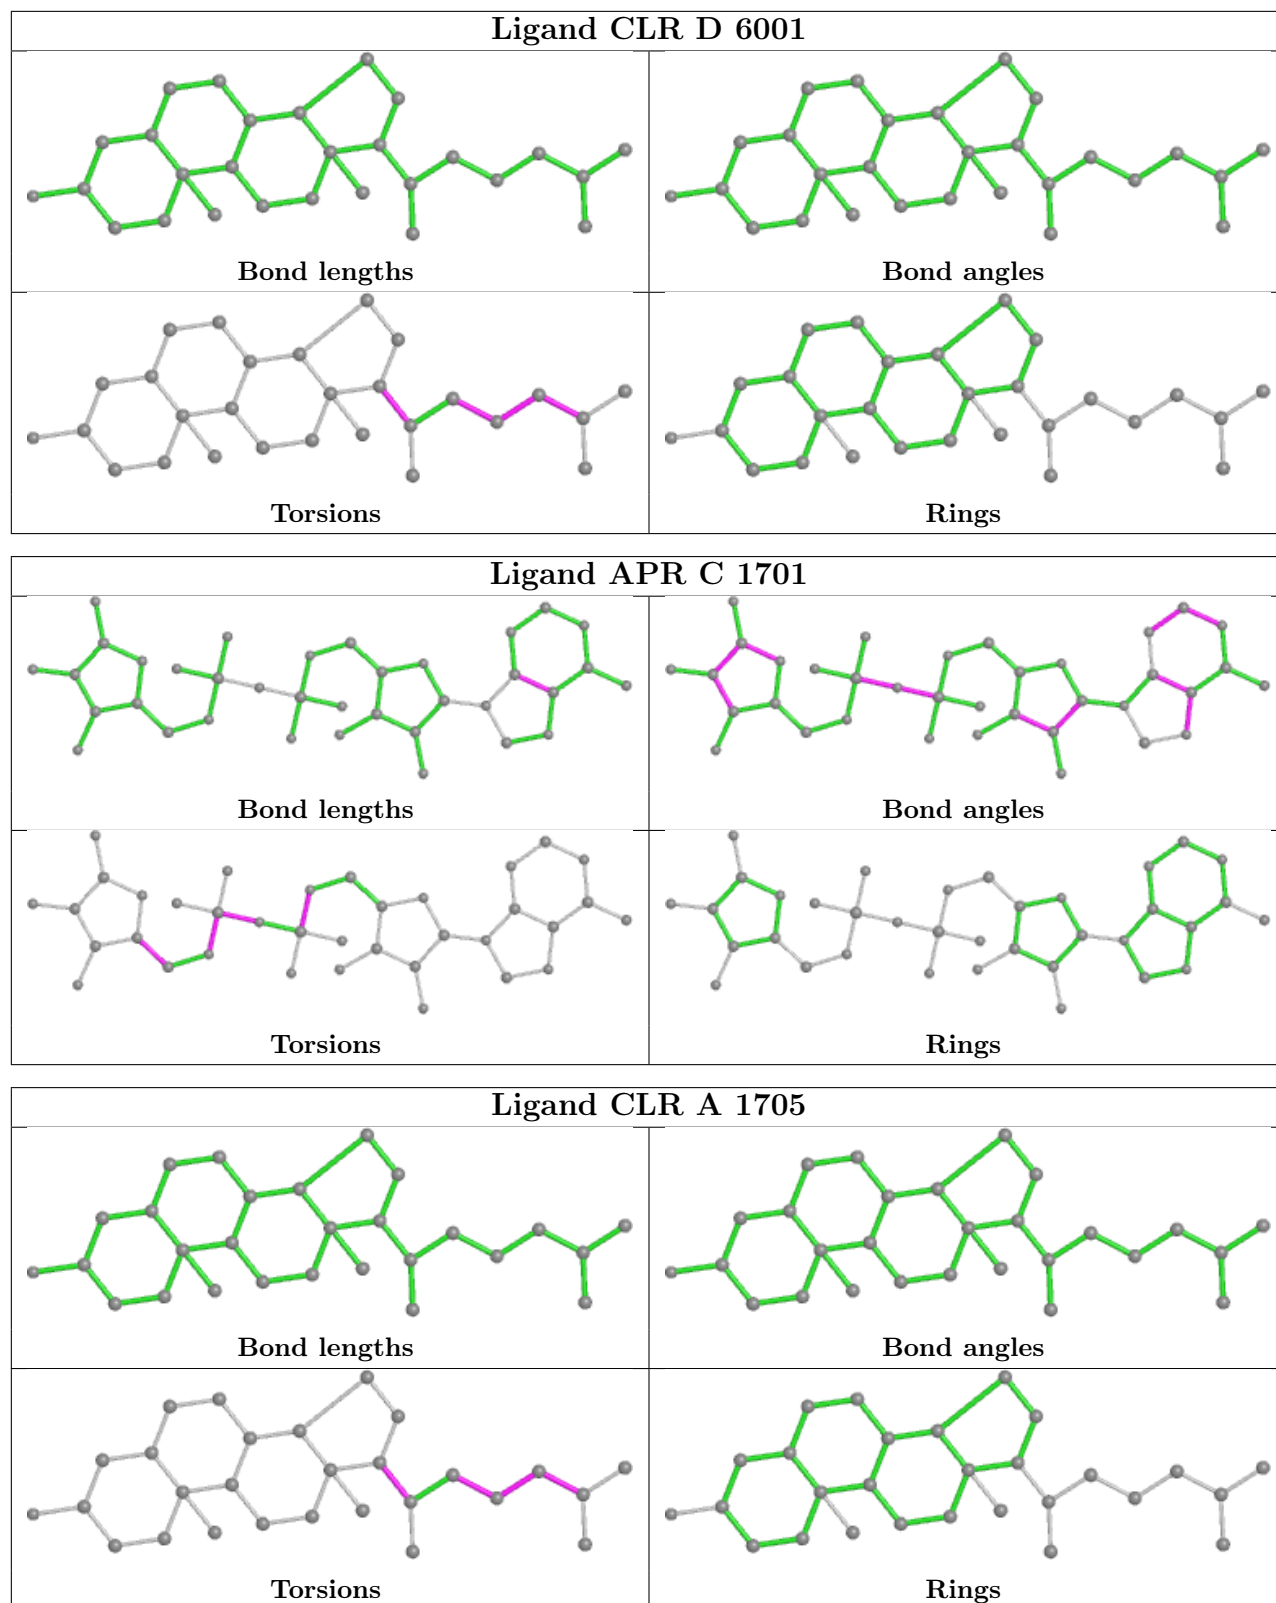 Ligand CLR D 6001
Bond lengths
Bond angles
Torsions
Rings
Ligand APR C 1701
Bond lengths
Bond angles
Torsions
Rings
Ligand CLR A 1705
Bond lengths
Bond angles
Torsions
Rings